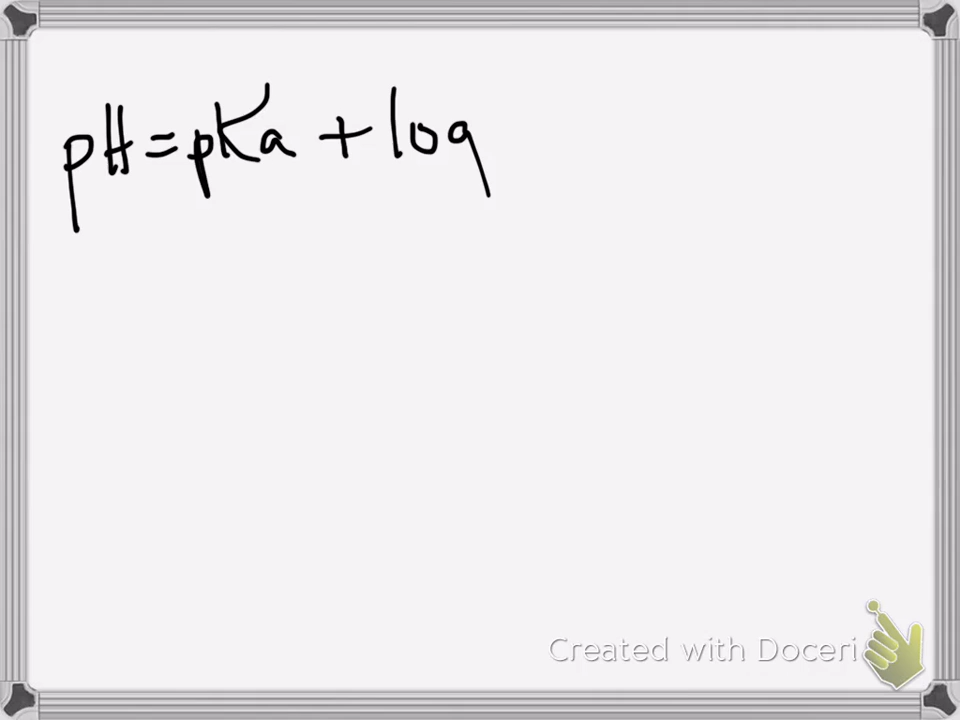 pH = pKa + log
Created with Doceri